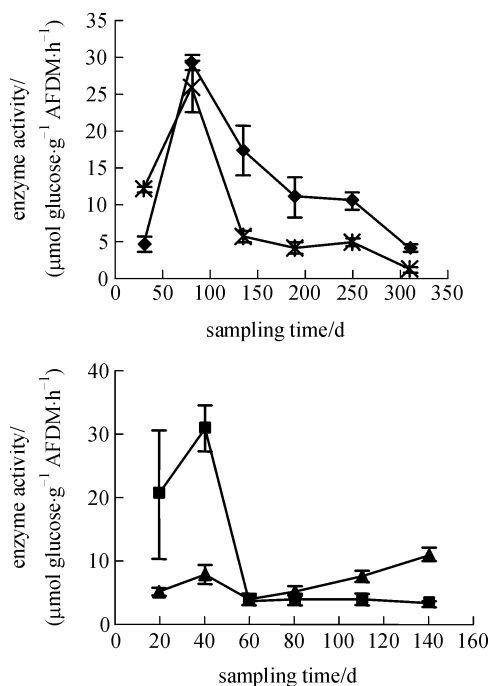 enzyme activity/
(μmol glucose·g⁻¹ AFDM·h⁻¹)
35
30
25
20
15
10
5
0
0 50 100 150 200 250 300 350
sampling time/d
enzyme activity/
(μmol glucose·g⁻¹ AFDM·h⁻¹)
40
30
20
10
0
0 20 40 60 80 100 120 140 160
sampling time/d